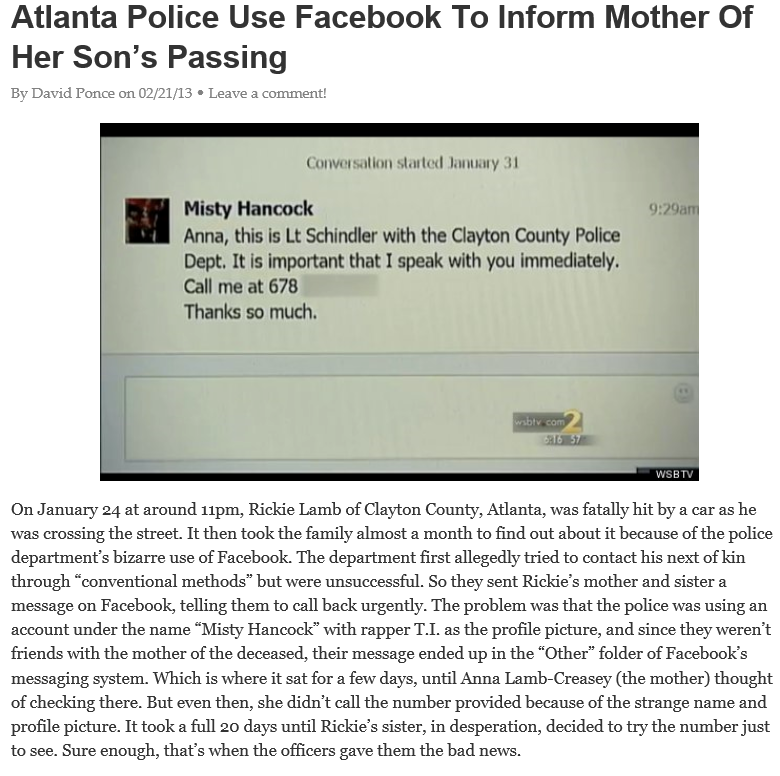 Atlanta Police Use Facebook To Inform Mother Of
Her Son’s Passing
By David Ponce on 02/21/13 • Leave a comment!
Conversation started January 31
Misty Hancock
9:29am
Anna, this is Lt Schindler with the Clayton County Police
Dept. It is important that I speak with you immediately.
Call me at 678
Thanks so much.
wsbtv.com 2
5:16 57
WSBTV
On January 24 at around 11pm, Rickie Lamb of Clayton County, Atlanta, was fatally hit by a car as he
was crossing the street. It then took the family almost a month to find out about it because of the police
department’s bizarre use of Facebook. The department first allegedly tried to contact his next of kin
through “conventional methods” but were unsuccessful. So they sent Rickie’s mother and sister a
message on Facebook, telling them to call back urgently. The problem was that the police was using an
account under the name “Misty Hancock” with rapper T.I. as the profile picture, and since they weren’t
friends with the mother of the deceased, their message ended up in the “Other” folder of Facebook’s
messaging system. Which is where it sat for a few days, until Anna Lamb-Creasey (the mother) thought
of checking there. But even then, she didn’t call the number provided because of the strange name and
profile picture. It took a full 20 days until Rickie’s sister, in desperation, decided to try the number just
to see. Sure enough, that’s when the officers gave them the bad news.